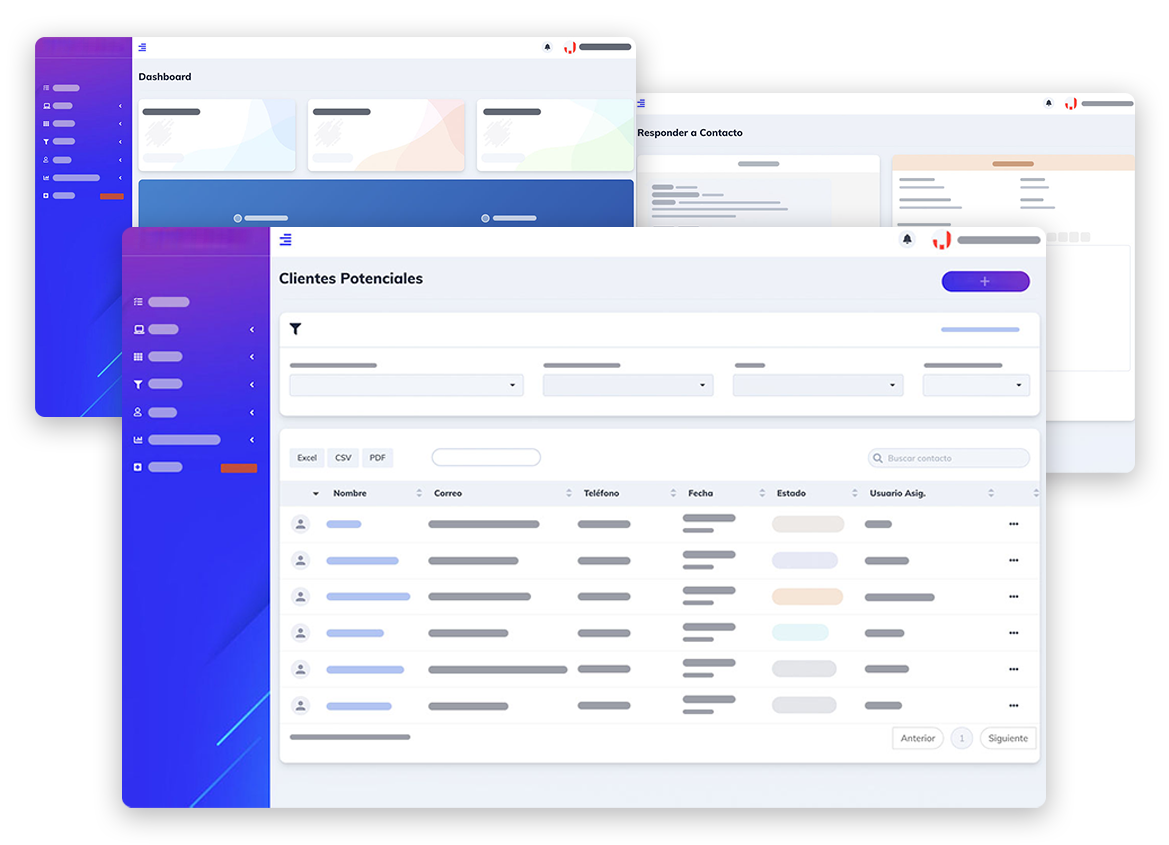 Dashboard
Responder a Contacto
Clientes Potenciales
Excel CSV PDF
Buscar contacto
Nombre Correo Teléfono Fecha Estado Usuario Asig.
Anterior 1 Siguiente